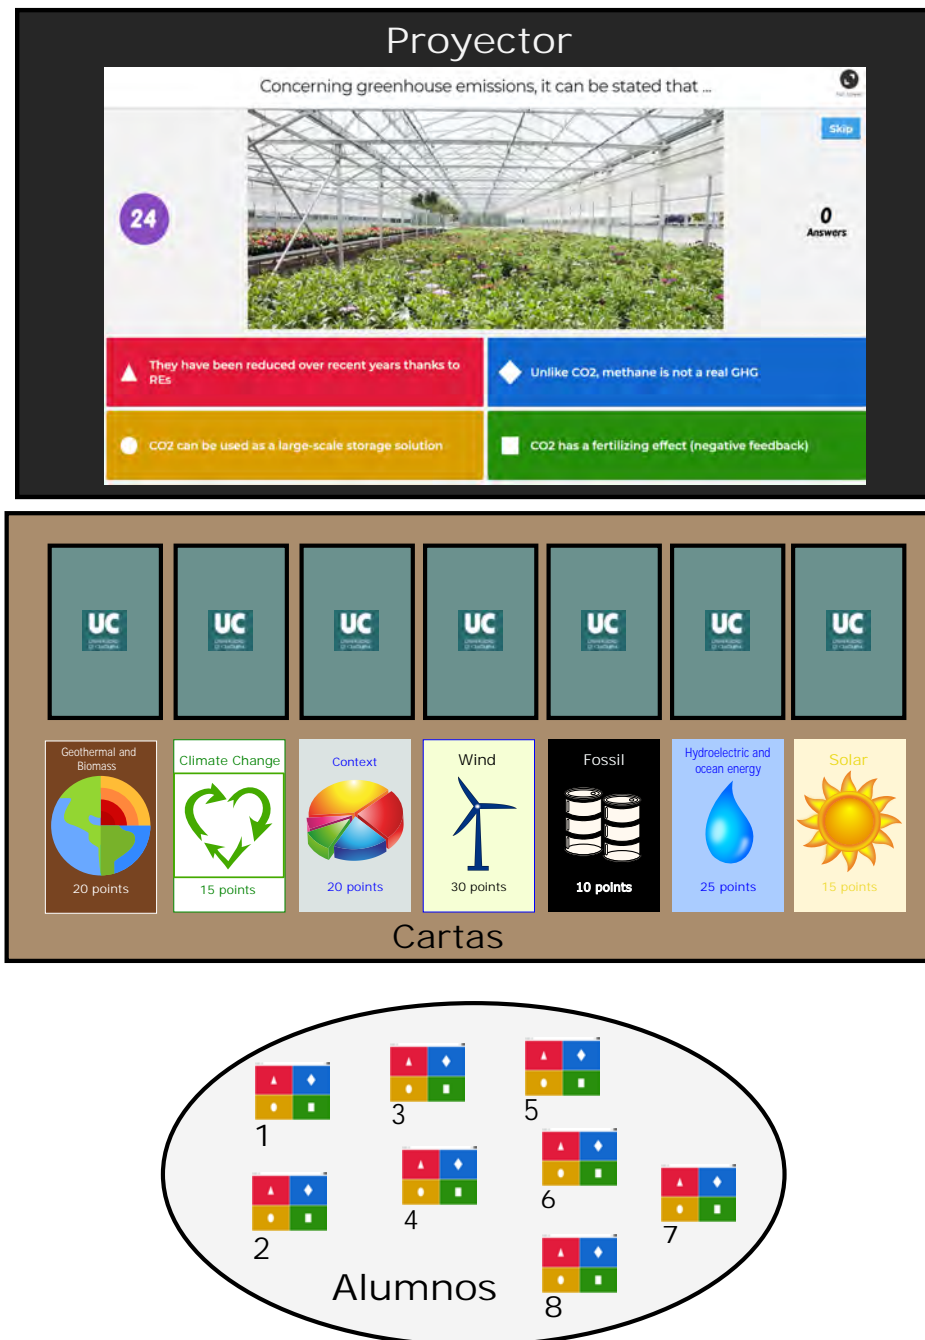 Proyector
Concerning greenhouse emissions, it can be stated that ...
Skip
24
0
Answers
They have been reduced over recent years thanks to
REs
Unlike CO2, methane is not a real GHG
CO2 can be used as a large-scale storage solution
CO2 has a fertilizing effect (negative feedback)
UC UC UC UC UC UC UC
Geothermal and
Biomass
20 points
Climate Change
15 points
Context
20 points
Wind
30 points
Fossil
10 points
Hydroelectric and
ocean energy
25 points
Solar
15 points
Cartas
1
3
5
2
4
6
7
8
Alumnos